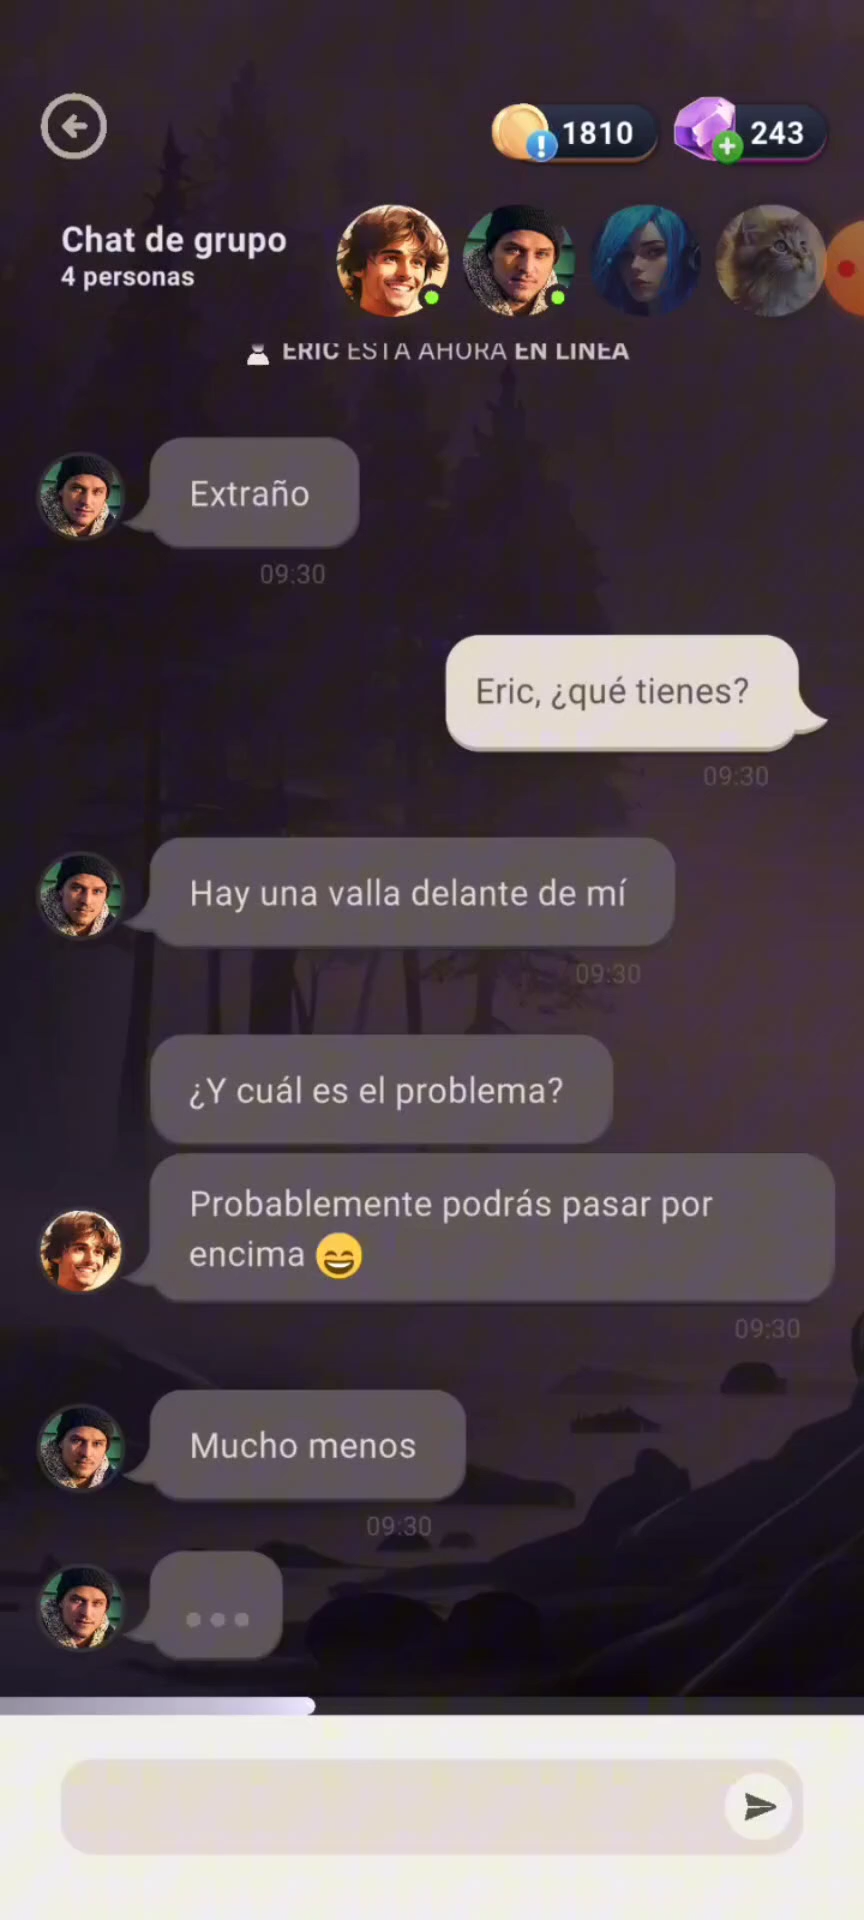 1810
243
Chat de grupo
4 personas
ERIC ESTA AHORA EN LINEA
Extraño
09:30
Eric, ¿qué tienes?
09:30
Hay una valla delante de mí
09:30
¿Y cuál es el problema?
Probablemente podrás pasar por
encima 😄
09:30
Mucho menos
09:30